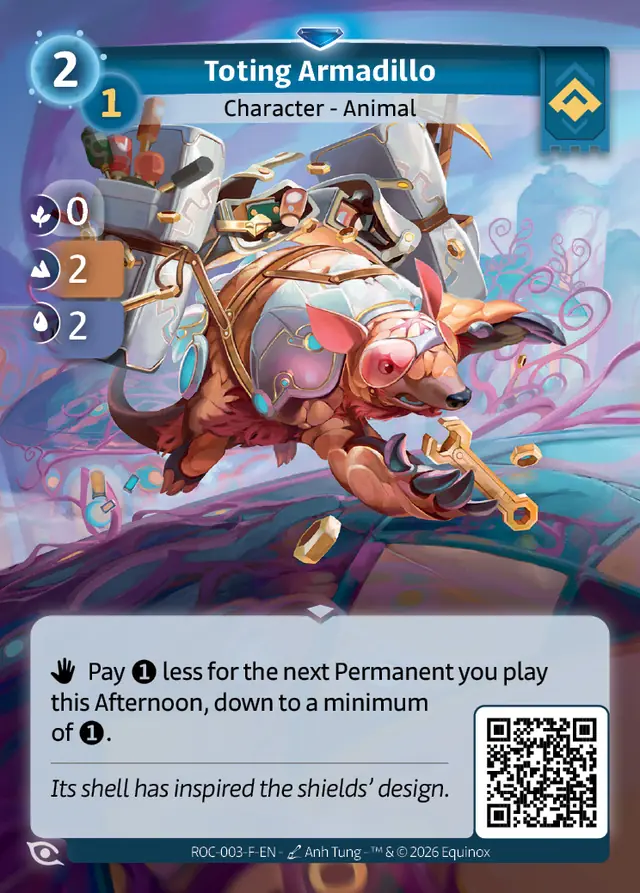 2
Toting Armadillo
1
Character - Animal
0
2
2
Pay 1 less for the next Permanent you play
this Afternoon, down to a minimum
of 1.
Its shell has inspired the shields’ design.
ROC-003-F-EN - Anh Tung - ™ & © 2026 Equinox